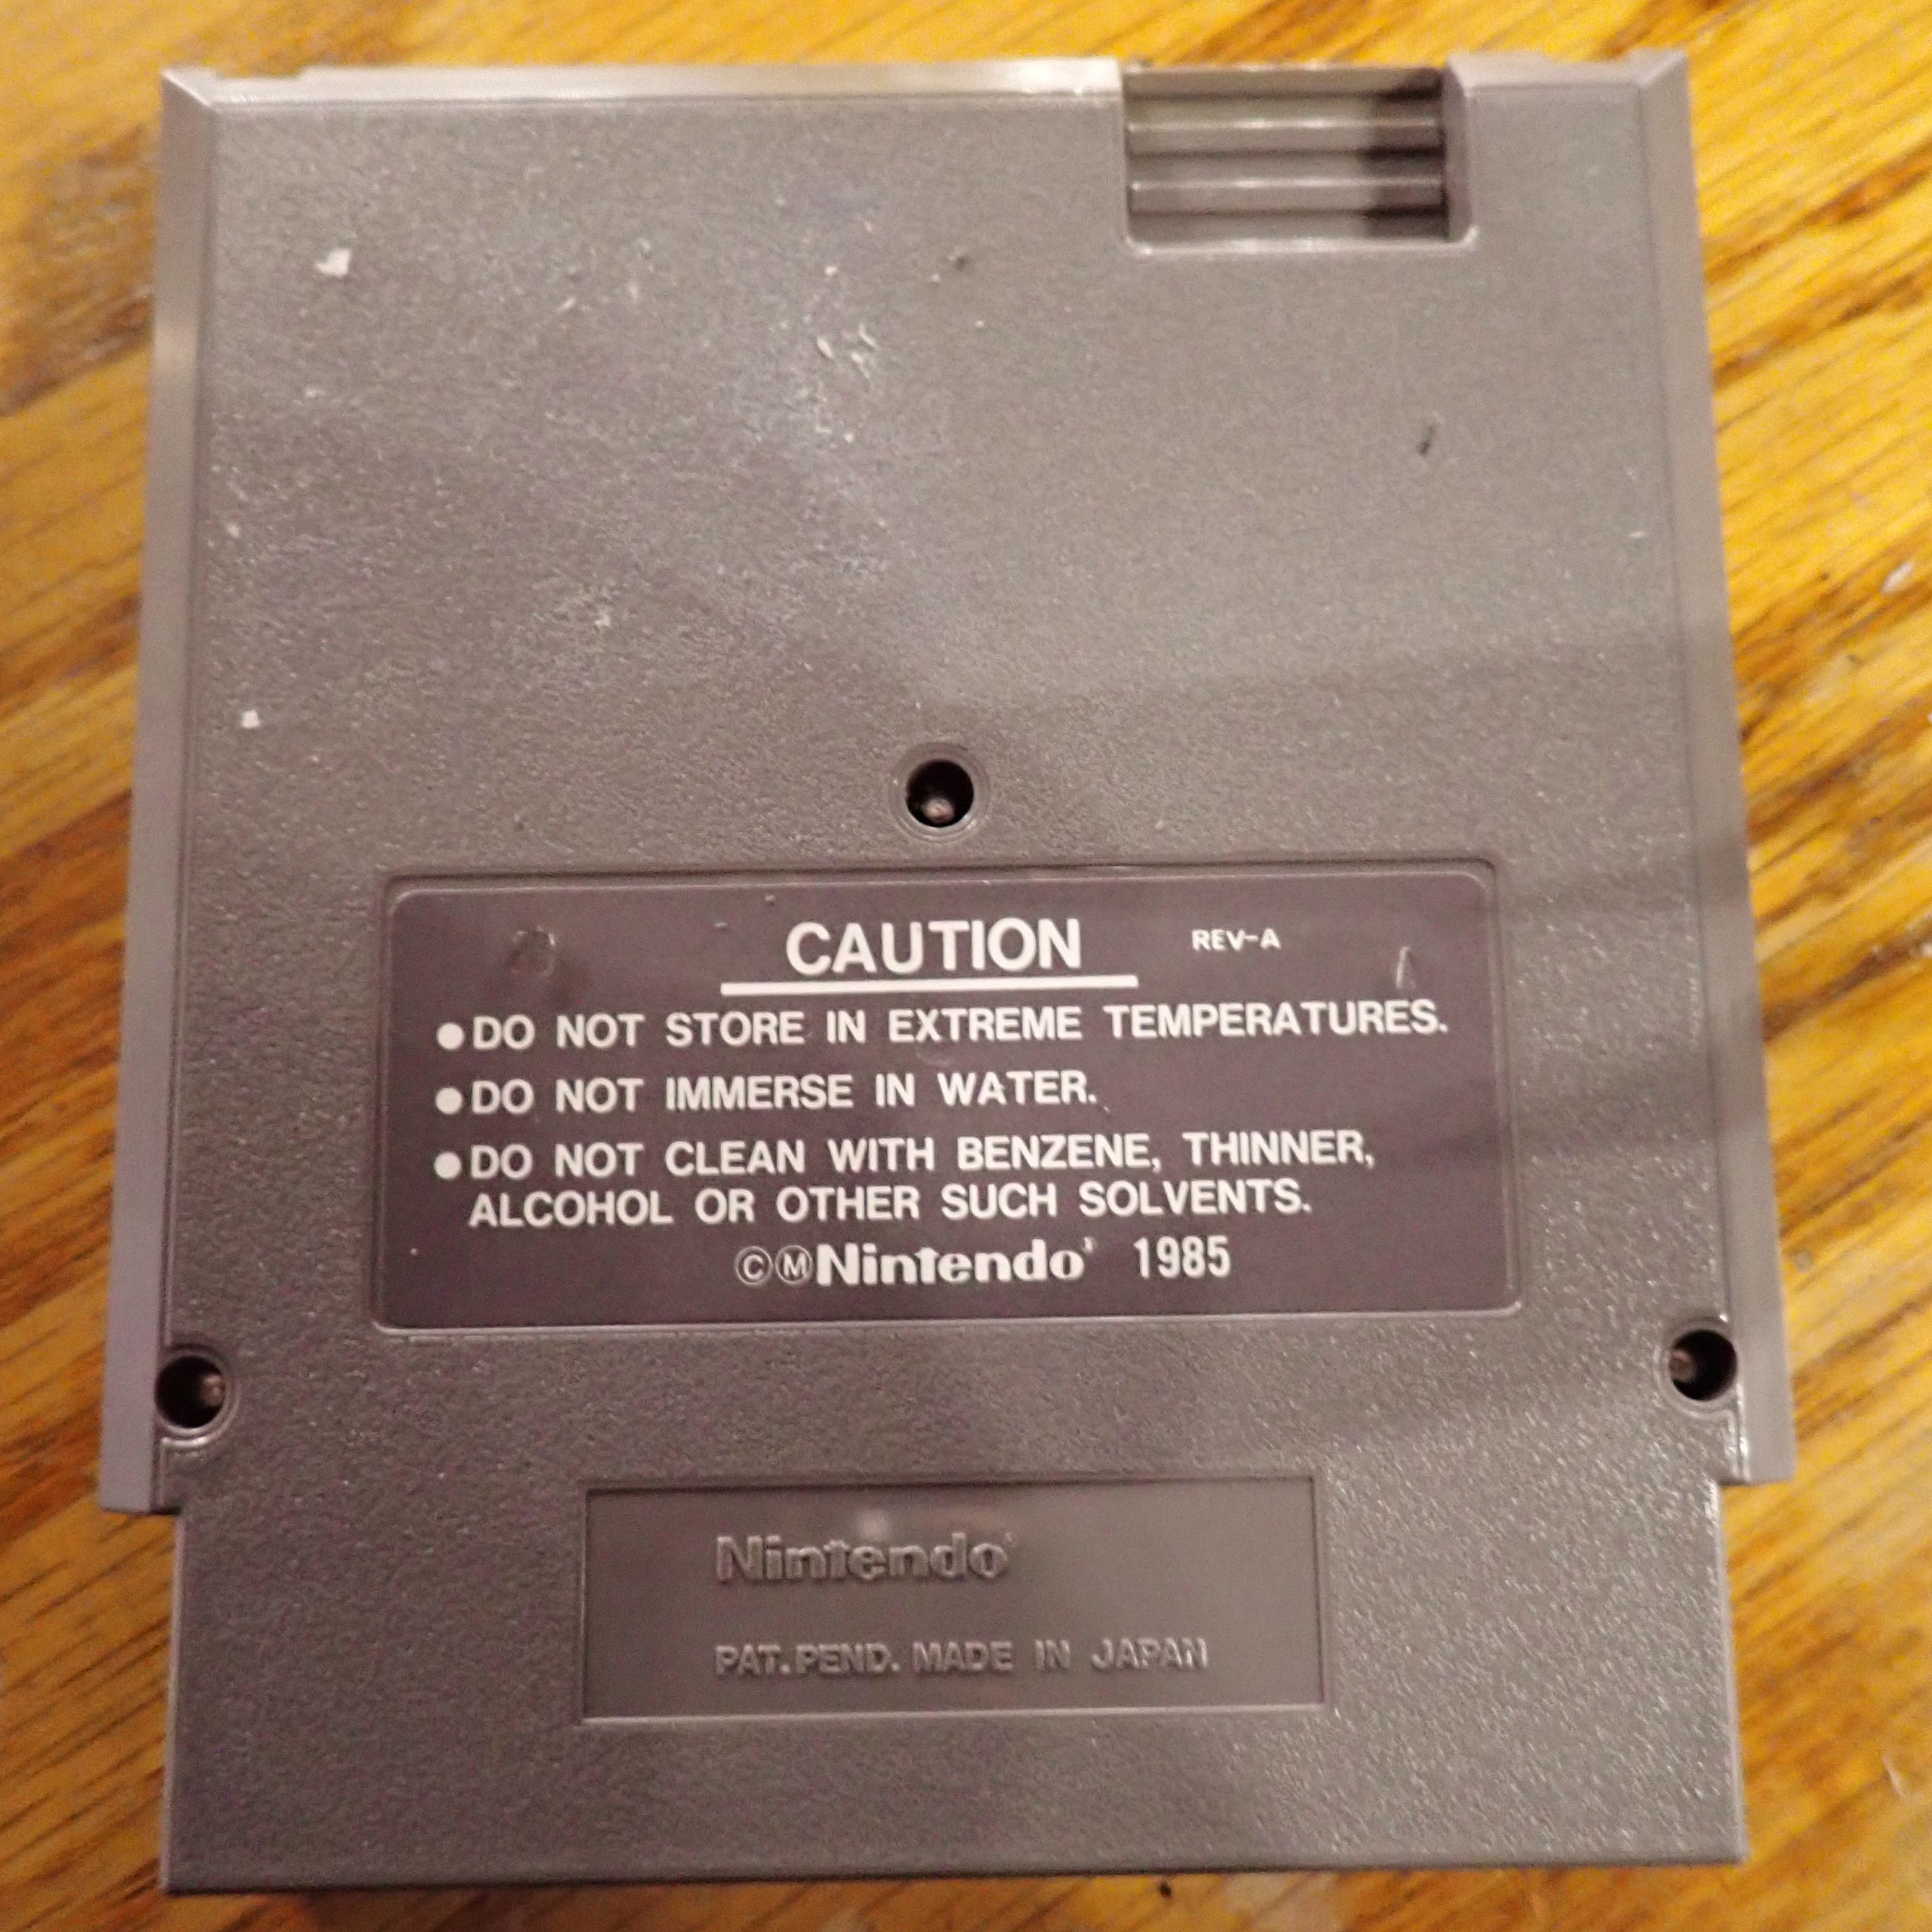 CAUTION REV-A
●DO NOT STORE IN EXTREME TEMPERATURES.
●DO NOT IMMERSE IN WATER.
●DO NOT CLEAN WITH BENZENE, THINNER,
ALCOHOL OR OTHER SUCH SOLVENTS.
©ⓂNintendo® 1985
Nintendo®
PAT.PEND. MADE IN JAPAN